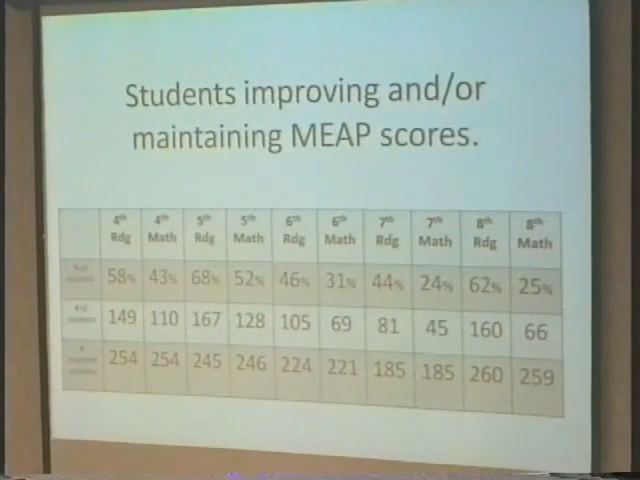 Students improving and/or
maintaining MEAP scores.
4th Rdg 4th Math 5th Rdg 5th Math 6th Rdg 6th Math 7th Rdg 7th Math 8th Rdg 8th Math
58% 43% 68% 52% 46% 31% 44% 24% 62% 25%
149 110 167 128 105 69 81 45 160 66
254 254 245 246 224 221 185 185 260 259